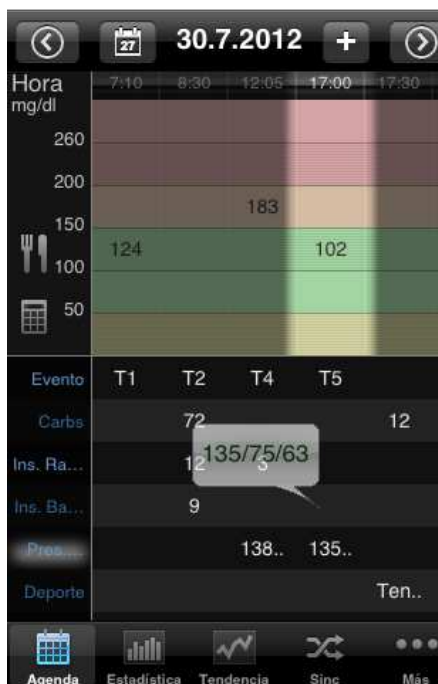 27 30.7.2012 +
Hora 7:10 8:30 12:05 17:00 17:30
mg/dl
260
200
183
150
124 102
100
50
Evento T1 T2 T4 T5
Carbs 72 12
135/75/63
Ins. Ra... 12 3
Ins. Ba... 9
Pres.... 138.. 135..
Deporte Ten..
Agenda Estadística Tendencia Sinc Más